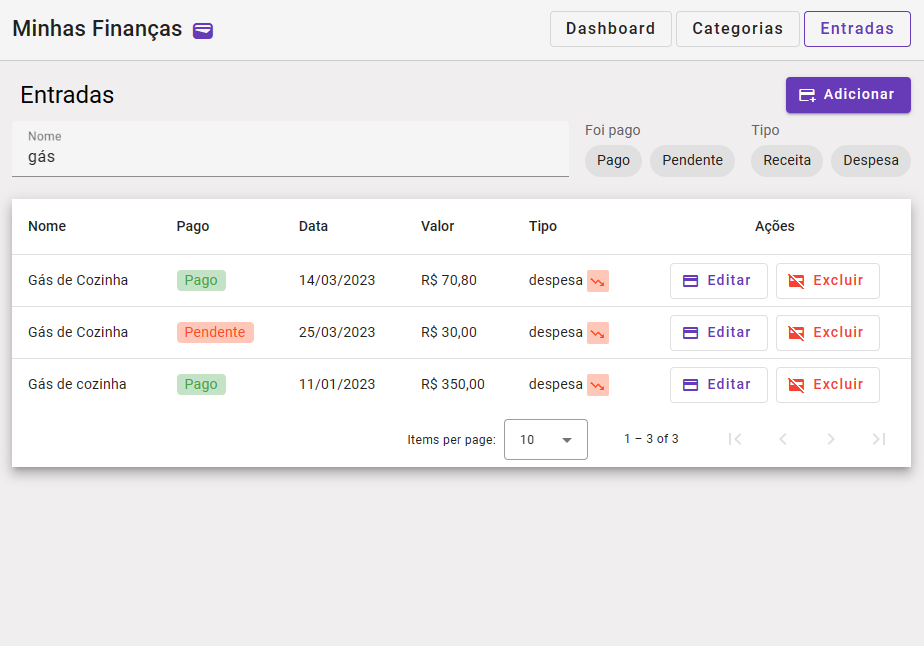 Minhas Finanças
Dashboard Categorias Entradas
Entradas
Adicionar
Nome
gás
Foi pago
Pago Pendente
Tipo
Receita Despesa
Nome Pago Data Valor Tipo Ações
Gás de Cozinha Pago 14/03/2023 R$ 70,80 despesa Editar Excluir
Gás de Cozinha Pendente 25/03/2023 R$ 30,00 despesa Editar Excluir
Gás de cozinha Pago 11/01/2023 R$ 350,00 despesa Editar Excluir
Items per page: 10 1 – 3 of 3